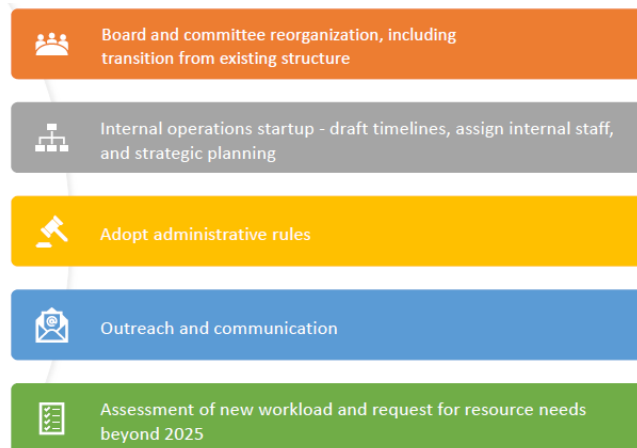 Board and committee reorganization, including
transition from existing structure
Internal operations startup - draft timelines, assign internal staff,
and strategic planning
Adopt administrative rules
@
Outreach and communication
Assessment of new workload and request for resource needs
beyond 2025